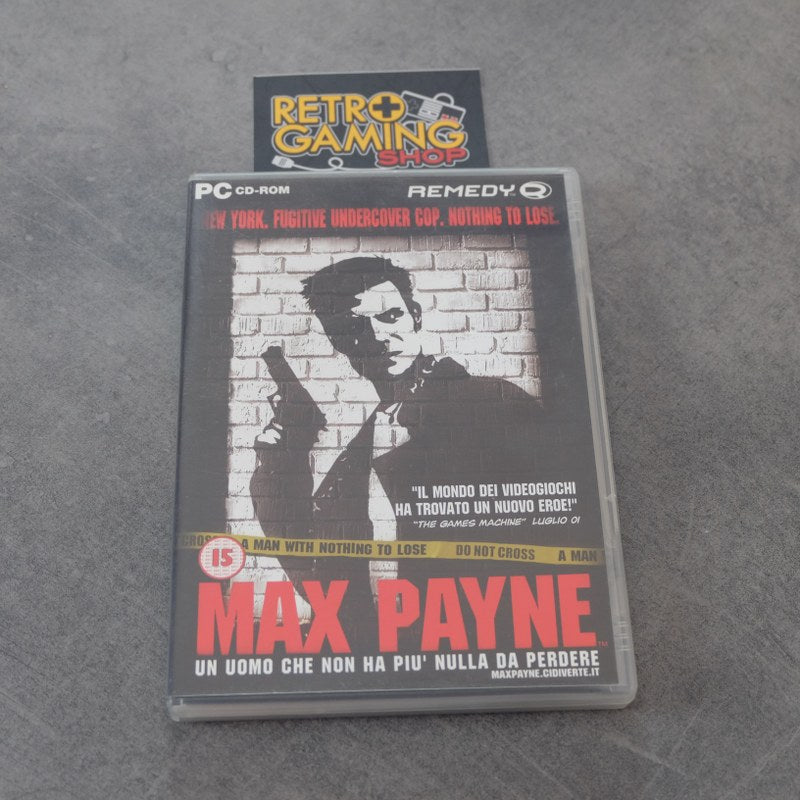 RETRO
GAMING
SHOP
PC CD-ROM
REMEDY
NEW YORK. FUGITIVE UNDERCOVER COP. NOTHING TO LOSE.
"IL MONDO DEI VIDEOGIOCHI
HA TROVATO UN NUOVO EROE!"
"THE GAMES MACHINE" LUGLIO 01
CROSS A MAN WITH NOTHING TO LOSE DO NOT CROSS A MAN
15
MAX PAYNE™
UN UOMO CHE NON HA PIU' NULLA DA PERDERE
MAXPAYNE.CIDIVERTE.IT